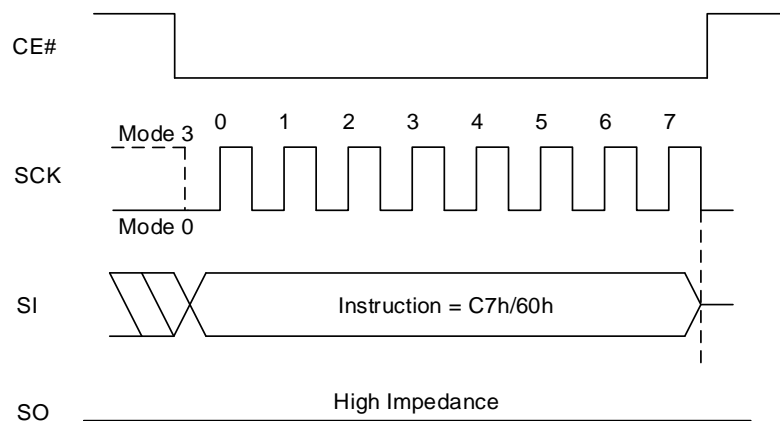 CE#
Mode 3
0 1 2 3 4 5 6 7
SCK
Mode 0
SI
Instruction = C7h/60h
SO
High Impedance